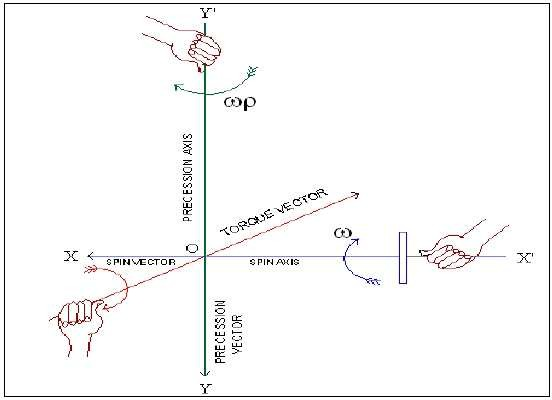 Y'
ωρ
PRECESSION AXIS
TORQUE VECTOR
ω
O
X
SPIN VECTOR
SPIN AXIS
X'
PRECESSION
VECTOR
Y